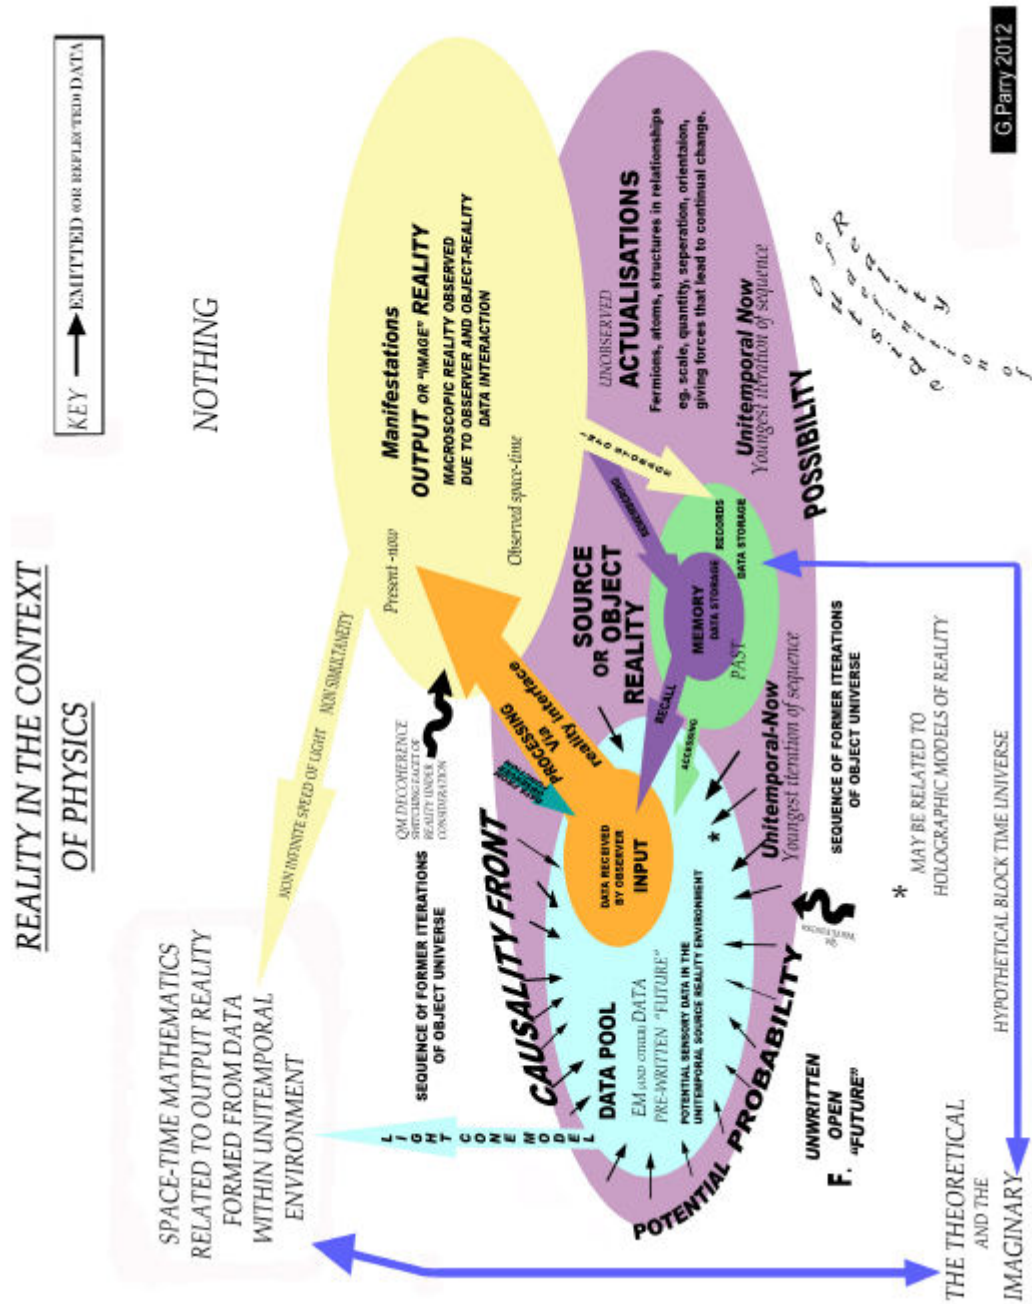 REALITY IN THE CONTEXT
OF PHYSICS
KEY
EMITTED (OR REFLECTED) DATA
NOTHING
SPACE-TIME MATHEMATICS
RELATED TO OUTPUT REALITY
FORMED FROM DATA
WITHIN UNITEMPORAL
ENVIRONMENT
NON INFINITE SPEED OF LIGHT
NON SIMULTANEITY
Present -now
Manifestations
OUTPUT OR "IMAGE" REALITY
MACROSCOPIC REALITY OBSERVED
DUE TO OBSERVER AND OBJECT-REALITY
DATA INTERACTION
Observed space-time
QM DECOHERENCE
SWITCHING FACET OF
REALITY UNDER
CONSIDERATION
SEQUENCE Of FORMER ITERATIONS
OF OBJECT UNIVERSE
LIGHT CONE MODEL
CAUSALITY FRONT
PROCESSING
Via
reality interface
SOURCE
OR OBJECT
REALITY
UNOBSERVED
ACTUALISATIONS
Fermions, atoms, structures in relationships
eg. scale, quantity, seperation, orientaion,
giving forces that lead to continual change.
DATA POOL
EM (AND OTHER) DATA
PRE-WRITTEN "FUTURE"
POTENTIAL SENSORY DATA IN THE
UNITEMPORAL SOURCE REALITY ENVIRONMENT
DATA RECEIVED
BY OBSERVER
INPUT
RECALL
ACCESSING
REMEMBERING
MEMORY
DATA STORAGE
PAST
RECORDS
DATA STORAGE
Unitemporal Now
Youngest iteration of sequence
POSSIBILITY
*
Unitemporal-Now
Youngest iteration of sequence
POTENTIAL PROBABILITY
UNWRITTEN
F. OPEN
"FUTURE"
SEQUENCE OF FORMER ITERATIONS
OF OBJECT UNIVERSE
*
MAY BE RELATED TO
HOLOGRAPHIC MODELS OF REALITY
HYPOTHETICAL BLOCK TIME UNIVERSE
THE THEORETICAL
AND THE
IMAGINARY
G.Parry 2012